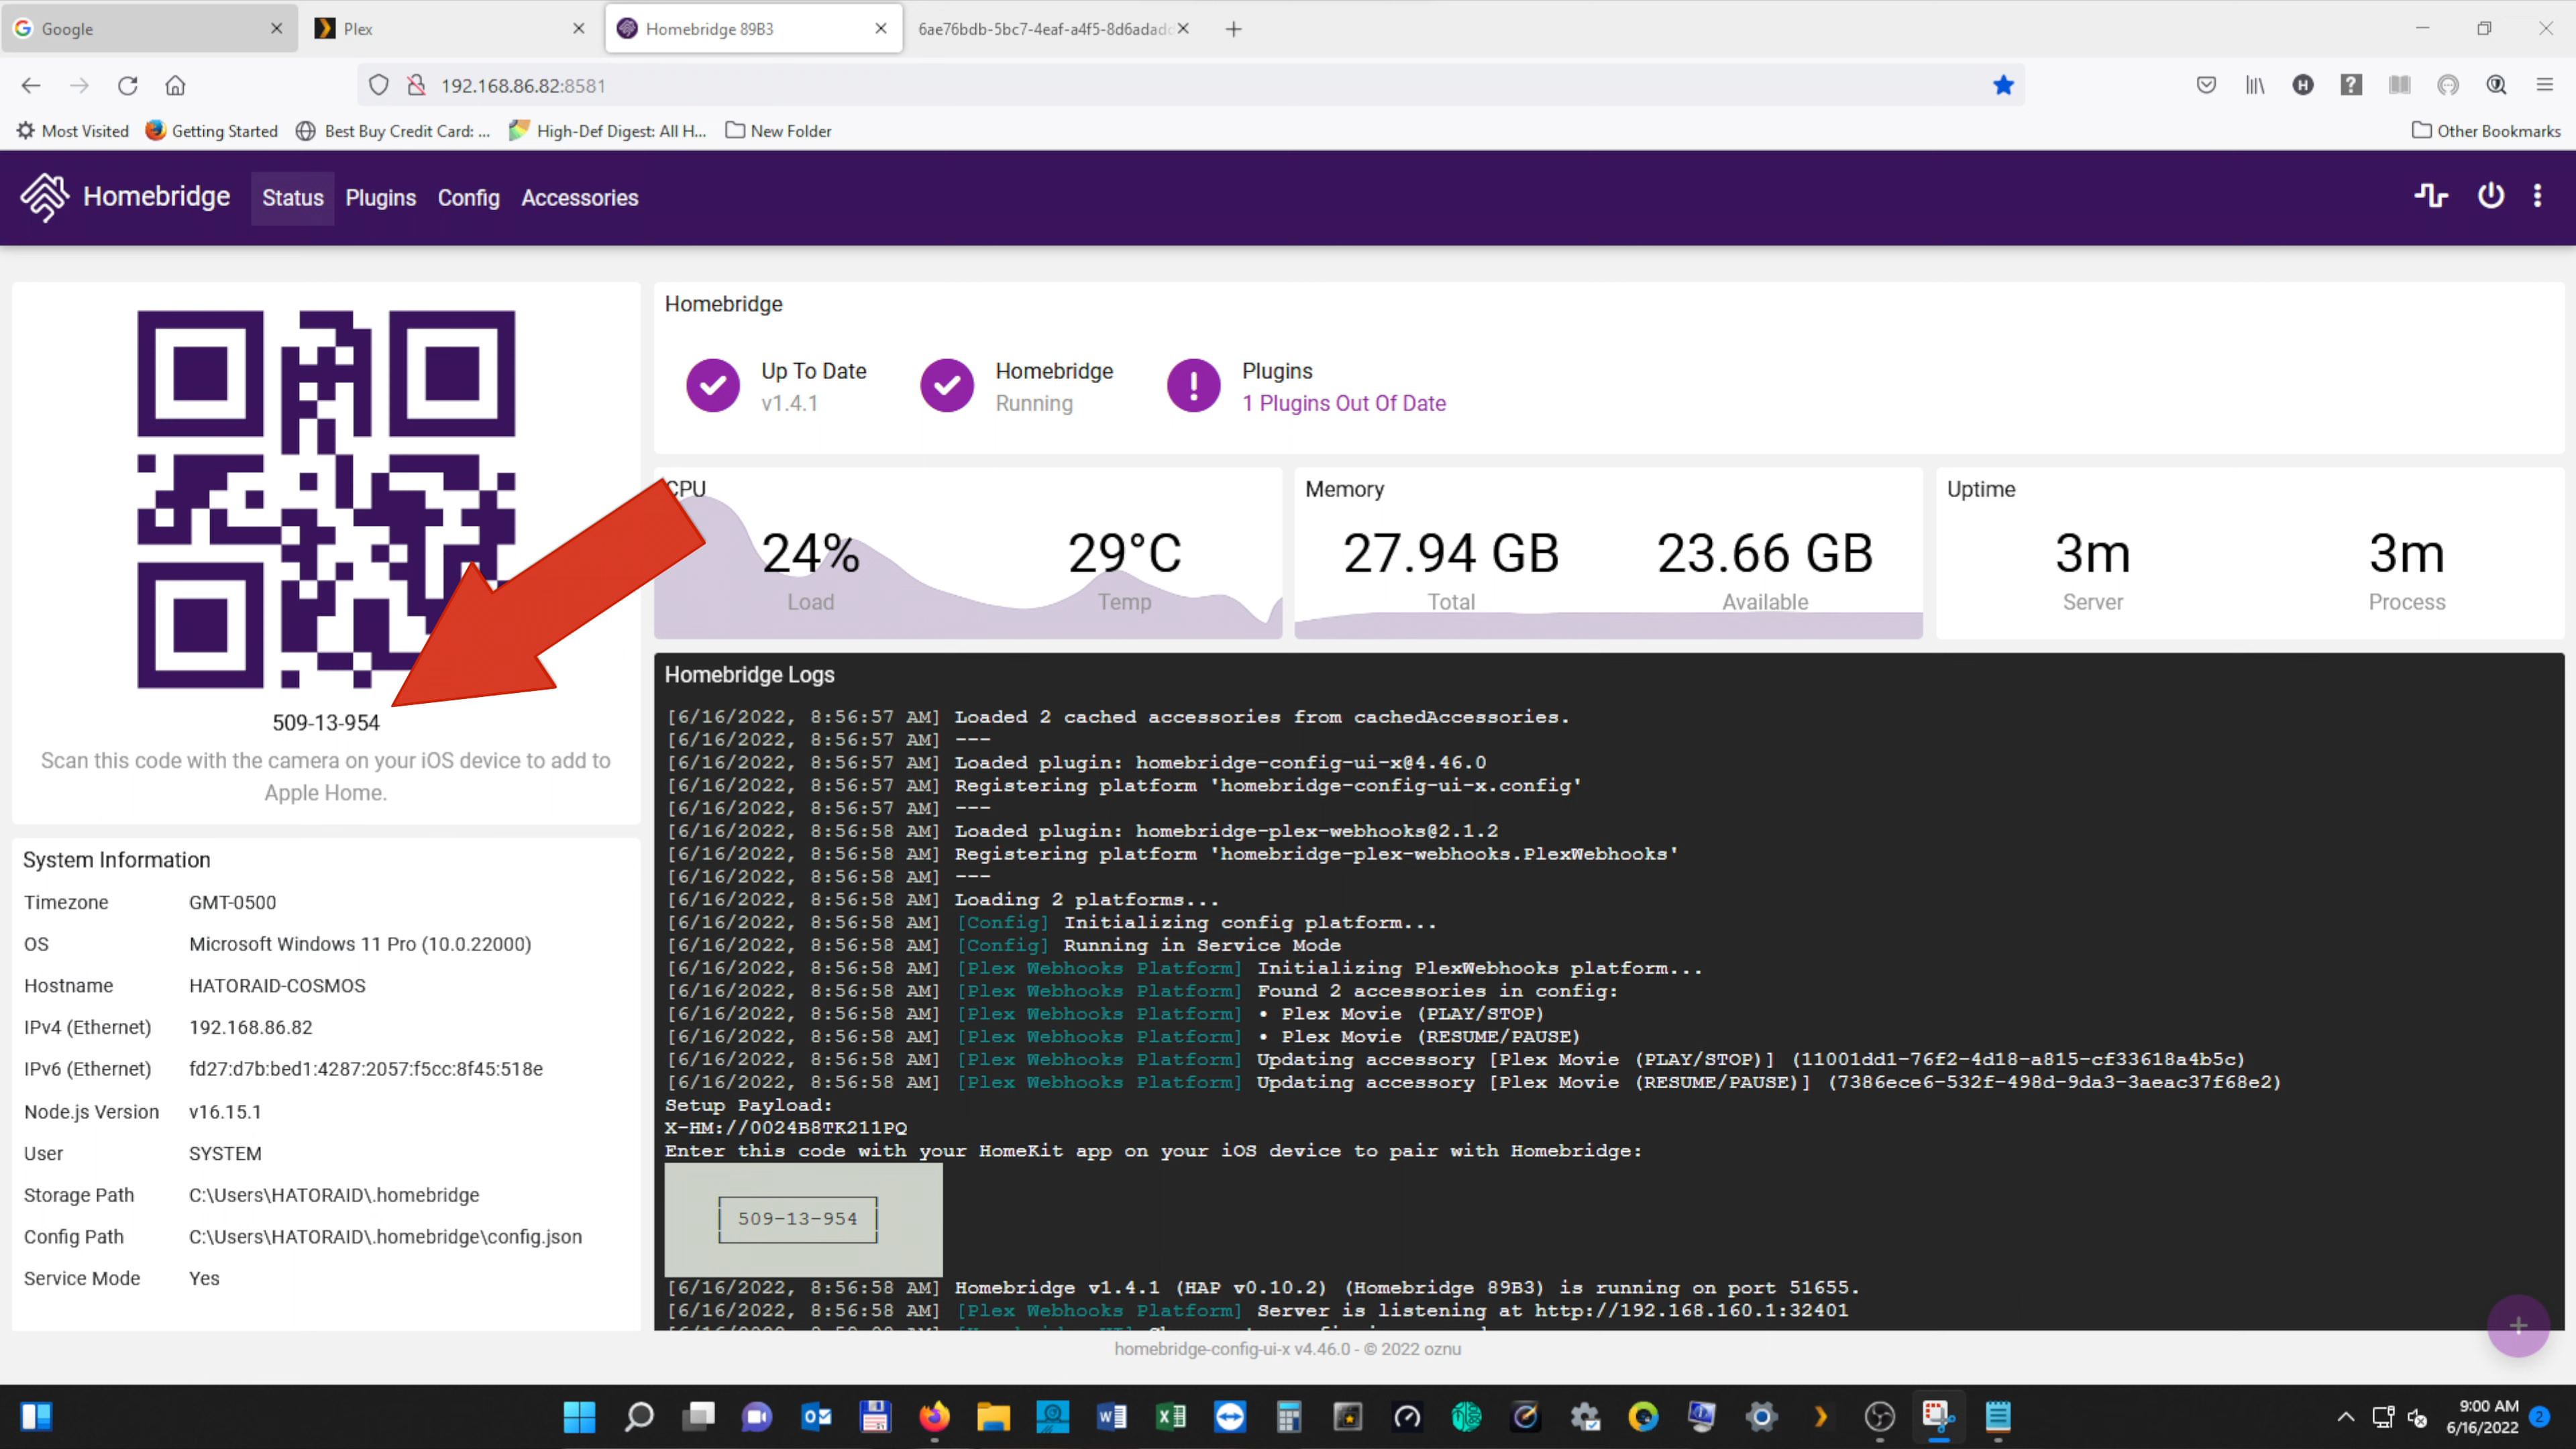 Google
Plex
Homebridge 89B3
6ae76bdb-5bc7-4eaf-a4f5-8d6adadc
192.168.86.82:8581
Most Visited
Getting Started
Best Buy Credit Card: ...
High-Def Digest: All H...
New Folder
Other Bookmarks
Homebridge
Status
Plugins
Config
Accessories
509-13-954
Scan this code with the camera on your iOS device to add to
Apple Home.
System Information
Timezone GMT-0500
OS Microsoft Windows 11 Pro (10.0.22000)
Hostname HATORAID-COSMOS
IPv4 (Ethernet) 192.168.86.82
IPv6 (Ethernet) fd27:d7b:bed1:4287:2057:f5cc:8f45:518e
Node.js Version v16.15.1
User SYSTEM
Storage Path C:\Users\HATORAID\.homebridge
Config Path C:\Users\HATORAID\.homebridge\config.json
Service Mode Yes
Homebridge
Up To Date
v1.4.1
Homebridge
Running
Plugins
1 Plugins Out Of Date
CPU
24%
Load
29°C
Temp
Memory
27.94 GB
Total
23.66 GB
Available
Uptime
3m
Server
3m
Process
Homebridge Logs
[6/16/2022, 8:56:57 AM] Loaded 2 cached accessories from cachedAccessories.
[6/16/2022, 8:56:57 AM] ---
[6/16/2022, 8:56:57 AM] Loaded plugin: homebridge-config-ui-x@4.46.0
[6/16/2022, 8:56:57 AM] Registering platform 'homebridge-config-ui-x.config'
[6/16/2022, 8:56:57 AM] ---
[6/16/2022, 8:56:58 AM] Loaded plugin: homebridge-plex-webhooks@2.1.2
[6/16/2022, 8:56:58 AM] Registering platform 'homebridge-plex-webhooks.PlexWebhooks'
[6/16/2022, 8:56:58 AM] ---
[6/16/2022, 8:56:58 AM] Loading 2 platforms...
[6/16/2022, 8:56:58 AM] [Config] Initializing config platform...
[6/16/2022, 8:56:58 AM] [Config] Running in Service Mode
[6/16/2022, 8:56:58 AM] [Plex Webhooks Platform] Initializing PlexWebhooks platform...
[6/16/2022, 8:56:58 AM] [Plex Webhooks Platform] Found 2 accessories in config:
[6/16/2022, 8:56:58 AM] [Plex Webhooks Platform] • Plex Movie (PLAY/STOP)
[6/16/2022, 8:56:58 AM] [Plex Webhooks Platform] • Plex Movie (RESUME/PAUSE)
[6/16/2022, 8:56:58 AM] [Plex Webhooks Platform] Updating accessory [Plex Movie (PLAY/STOP)] (11001dd1-76f2-4d18-a815-cf33618a4b5c)
[6/16/2022, 8:56:58 AM] [Plex Webhooks Platform] Updating accessory [Plex Movie (RESUME/PAUSE)] (7386ece6-532f-498d-9da3-3aeac37f68e2)
Setup Payload:
X-HM://0024B8TK211PQ
Enter this code with your HomeKit app on your iOS device to pair with Homebridge:
509-13-954
[6/16/2022, 8:56:58 AM] Homebridge v1.4.1 (HAP v0.10.2) (Homebridge 89B3) is running on port 51655.
[6/16/2022, 8:56:58 AM] [Plex Webhooks Platform] Server is listening at http://192.168.160.1:32401
homebridge-config-ui-x v4.46.0 - © 2022 oznu
9:00 AM
6/16/2022
2